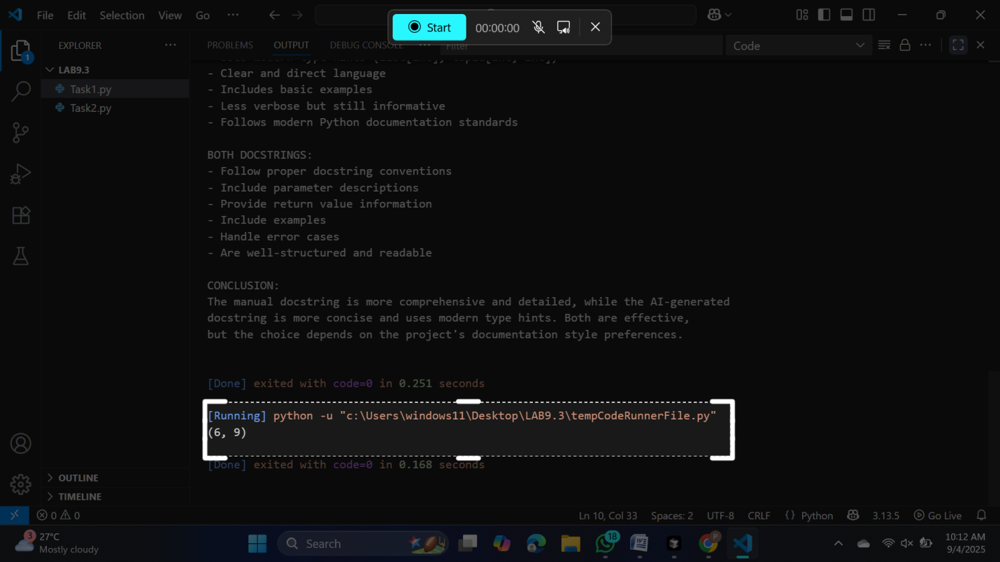 File Edit Selection View Go ...
Start 00:00:00
EXPLORER ...
PROBLEMS OUTPUT DEBUG CONSOLE
Filter
Code
1
LAB9.3
Task1.py
Task2.py
- Clear and direct language
- Includes basic examples
- Less verbose but still informative
- Follows modern Python documentation standards
BOTH DOCSTRINGS:
- Follow proper docstring conventions
- Include parameter descriptions
- Provide return value information
- Include examples
- Handle error cases
- Are well-structured and readable
CONCLUSION:
The manual docstring is more comprehensive and detailed, while the AI-generated
docstring is more concise and uses modern type hints. Both are effective,
but the choice depends on the project's documentation style preferences.
[Done] exited with code=0 in 0.251 seconds
[Running] python -u "c:\Users\windows11\Desktop\LAB9.3\tempCodeRunnerFile.py"
(6, 9)
[Done] exited with code=0 in 0.168 seconds
OUTLINE
TIMELINE
0 0
Ln 10, Col 33 Spaces: 2 UTF-8 CRLF {} Python 3.13.5 Go Live
3
27°C
Mostly cloudy
Search
18
P
10:12 AM
9/4/2025